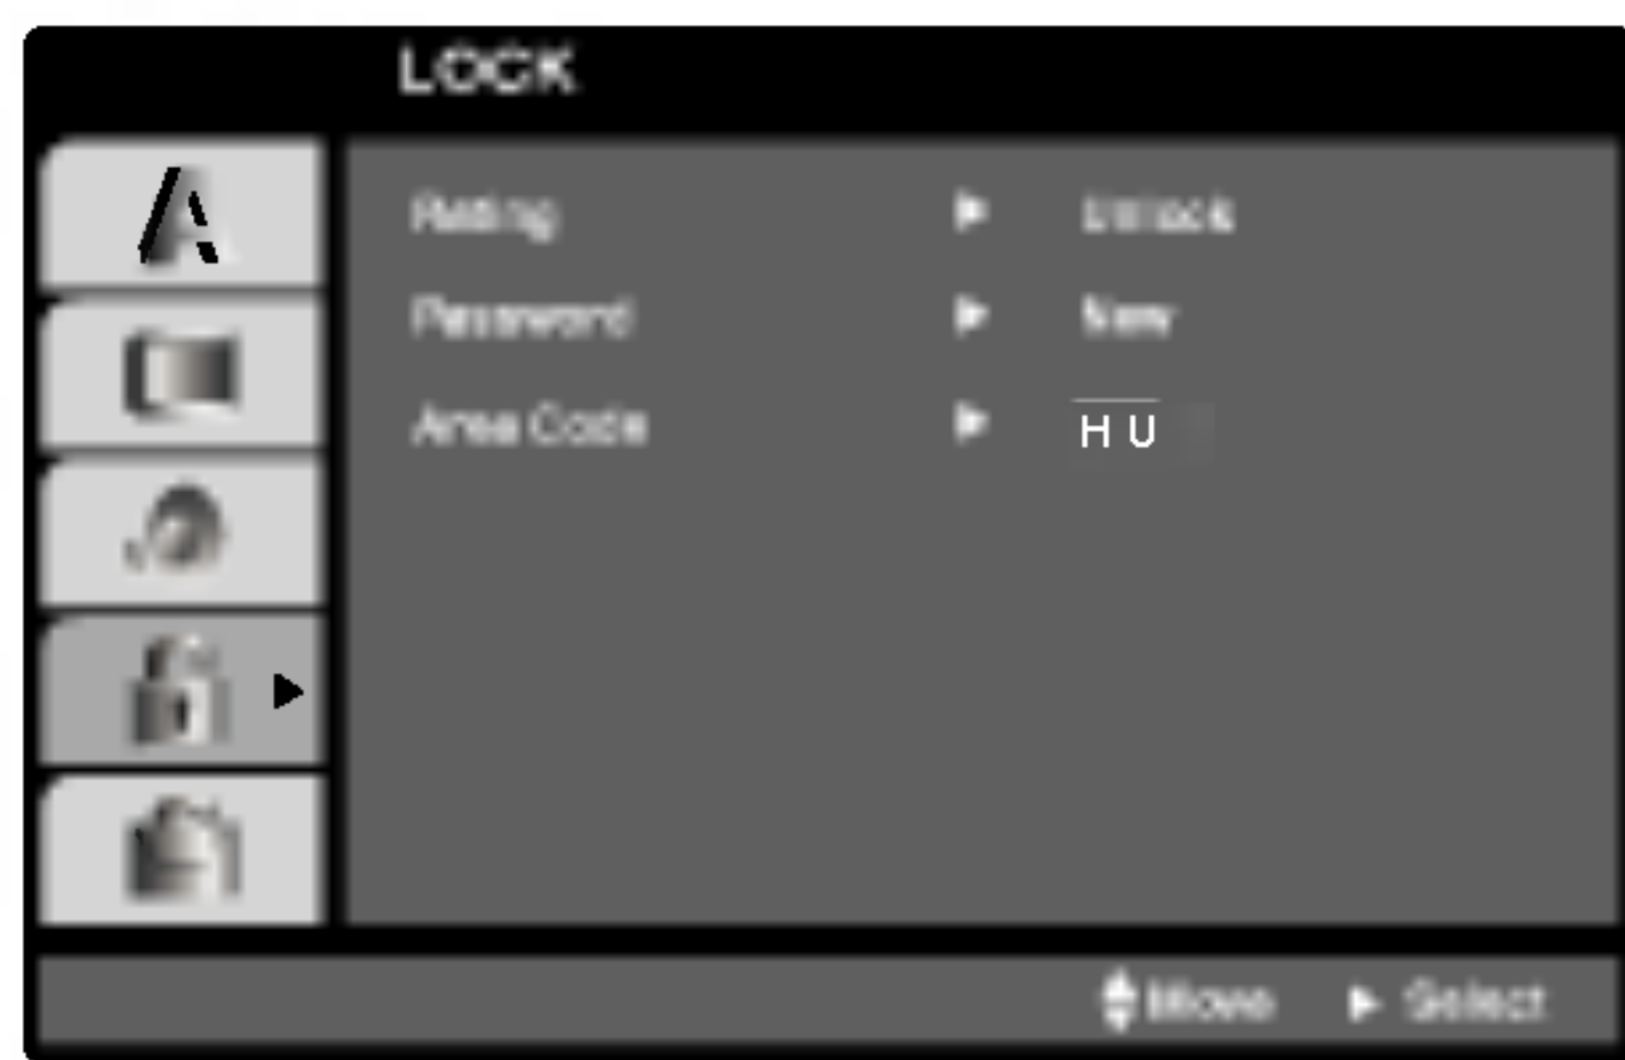 LOCK
Rating ▶ Unlock
Password ▶ New
Area Code ▶ H U
Move ▶ Select